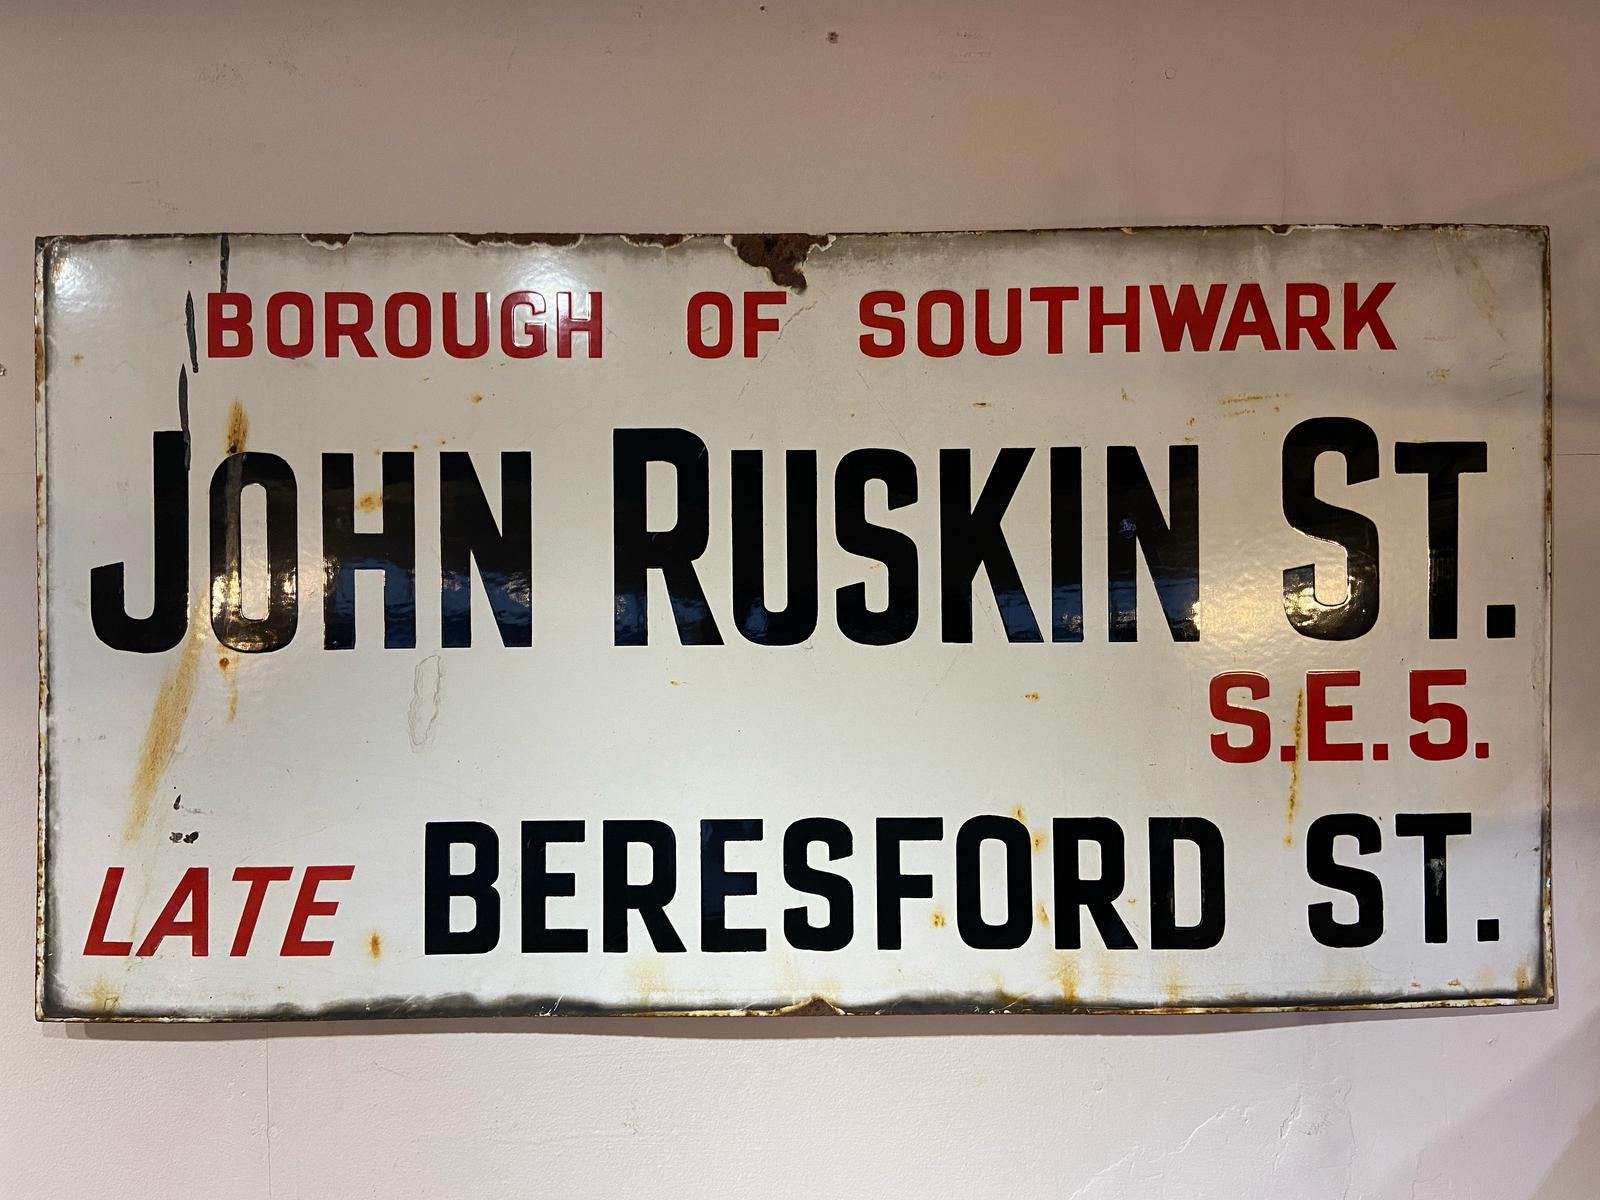 BOROUGH OF SOUTHWARK
JOHN RUSKIN ST.
S.E.5.
LATE BERESFORD ST.